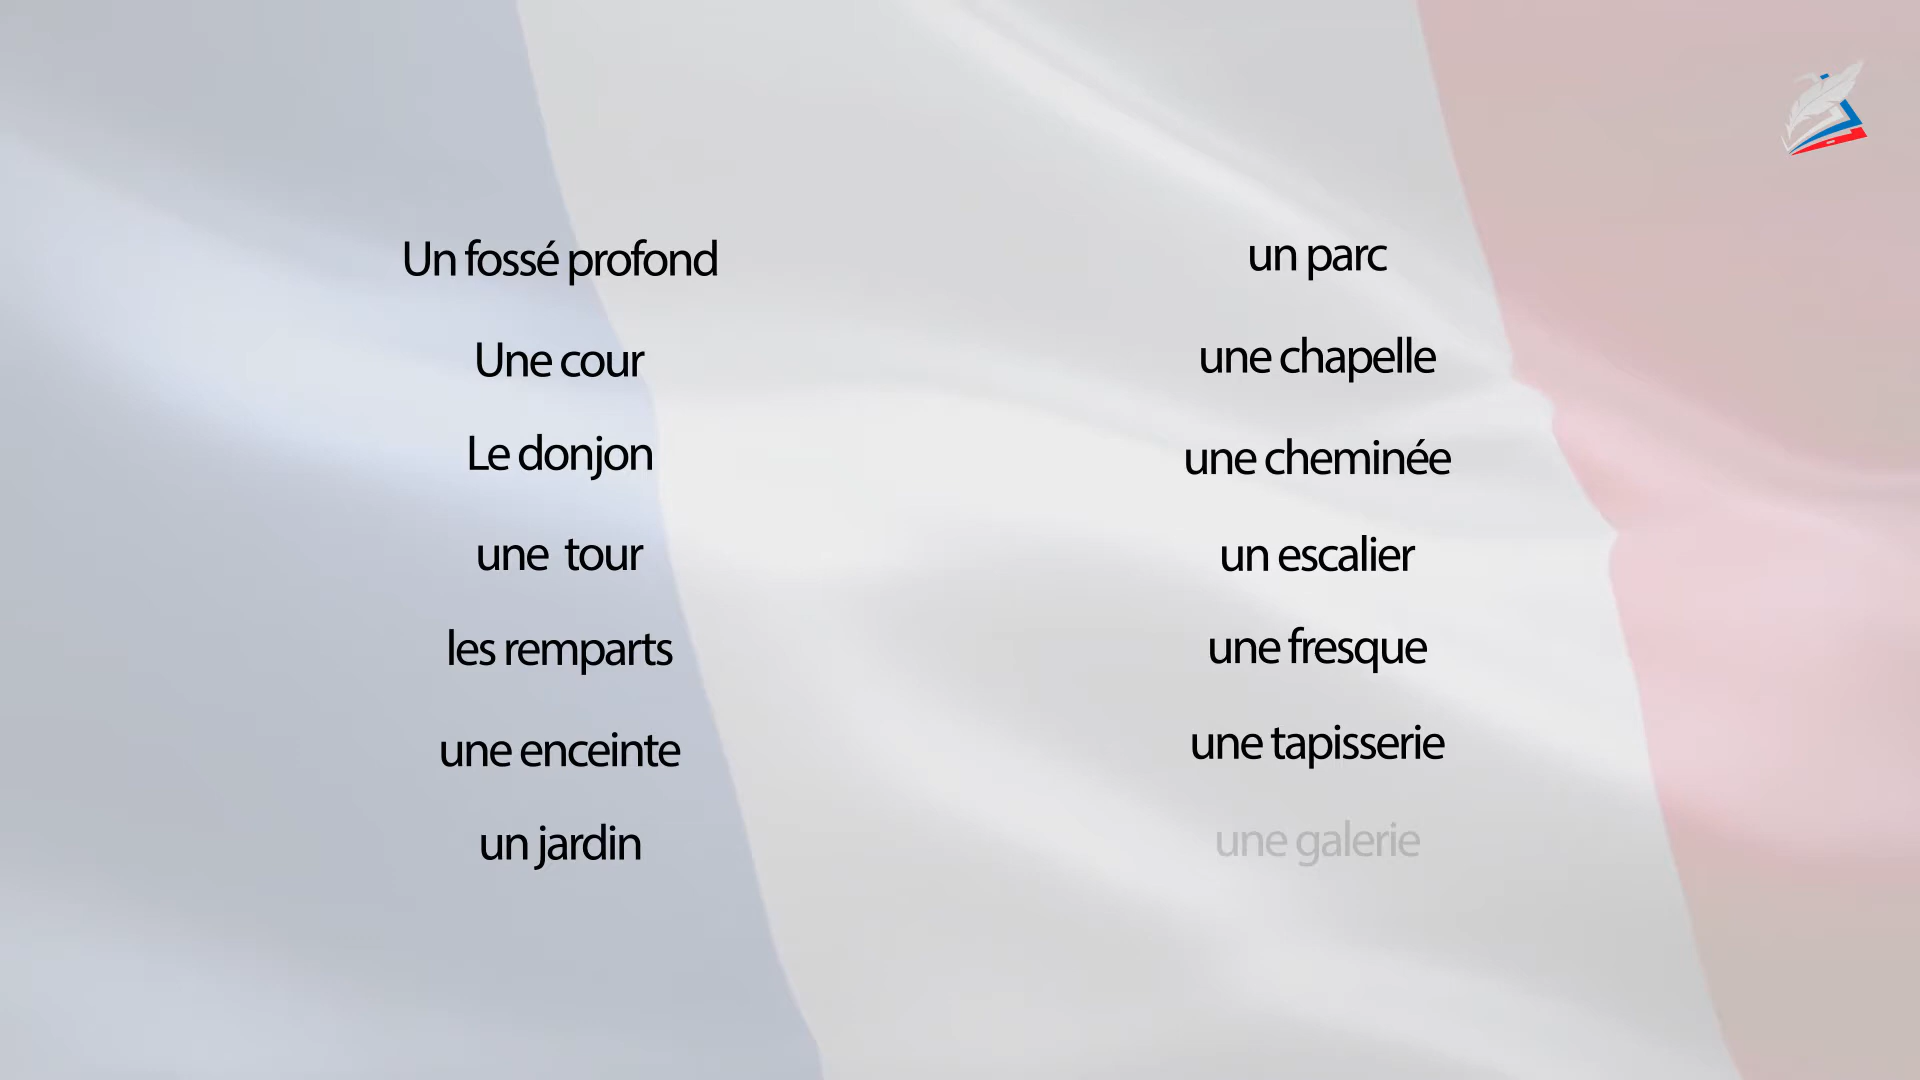 Un fossé profond
Une cour
Le donjon
une tour
les remparts
une enceinte
un jardin
un parc
une chapelle
une cheminée
un escalier
une fresque
une tapisserie
une galerie